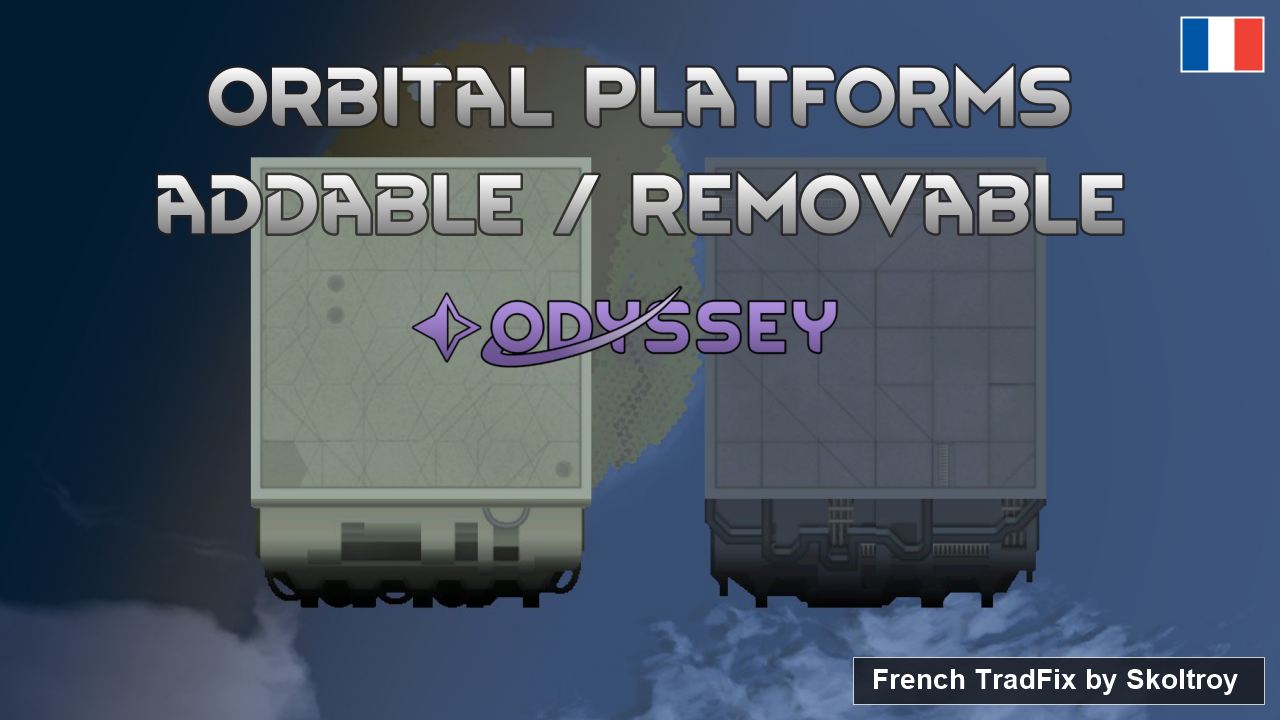 ORBITAL PLATFORMS
ADDABLE / REMOVABLE
ODYSSEY
French TradFix by Skoltroy